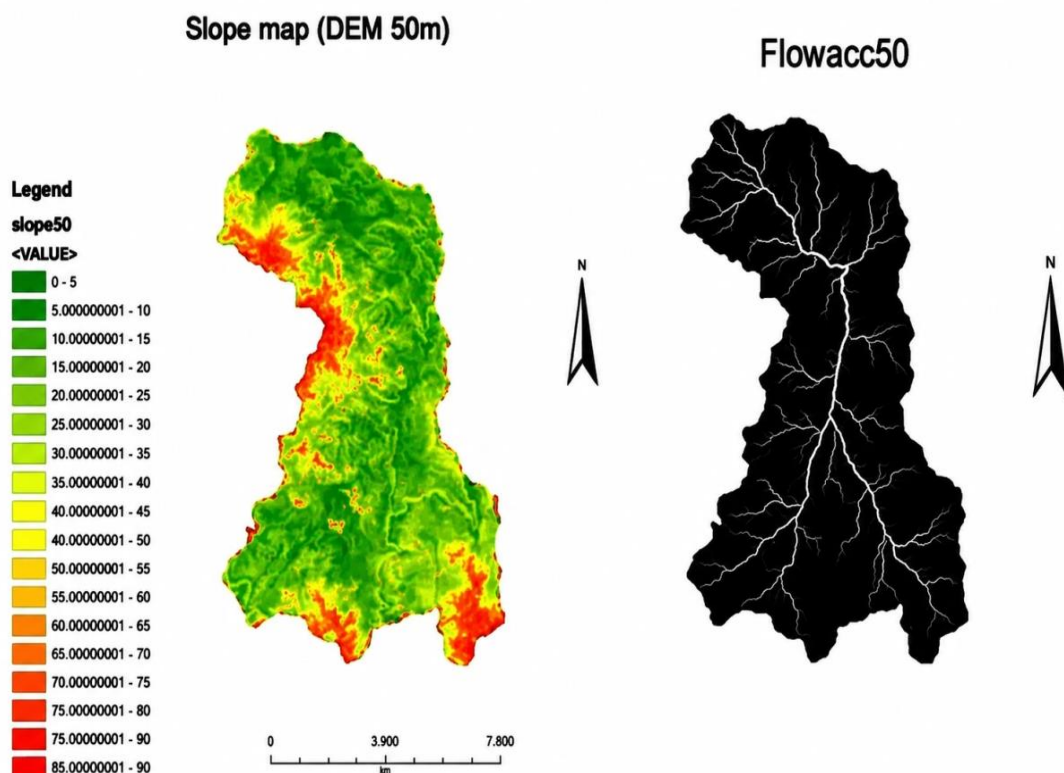 Slope map (DEM 50m)
Flowacc50
Legend
slope50
<VALUE>
0 - 5
5.000000001 - 10
10.00000001 - 15
15.00000001 - 20
20.00000001 - 25
25.00000001 - 30
30.00000001 - 35
35.00000001 - 40
40.00000001 - 45
40.00000001 - 50
50.00000001 - 55
55.00000001 - 60
60.00000001 - 65
65.00000001 - 70
70.00000001 - 75
75.00000001 - 80
75.00000001 - 90
85.00000001 - 90
N
N
0 3.900 7.800
km